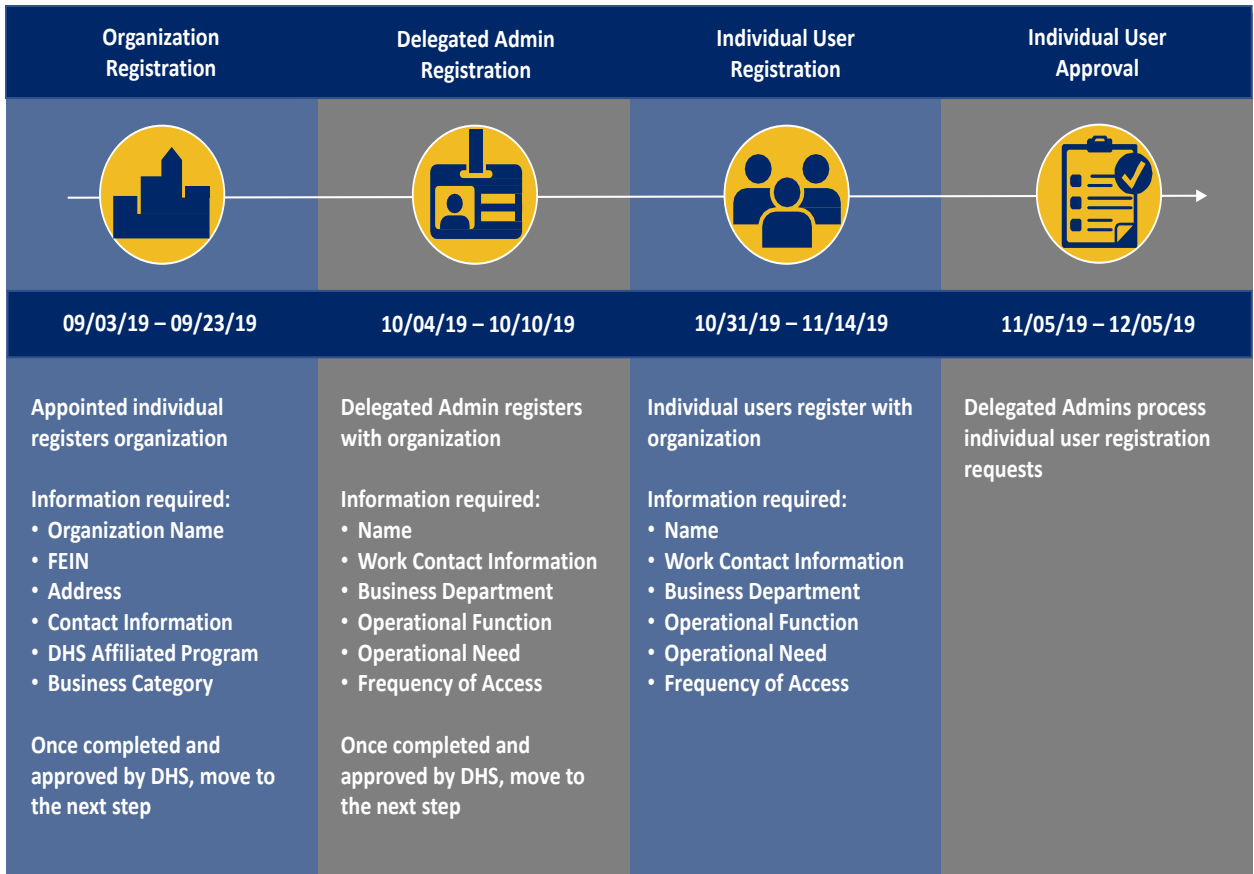 Organization
Registration
Delegated Admin
Registration
Individual User
Registration
Individual User
Approval
09/03/19 – 09/23/19
10/04/19 – 10/10/19
10/31/19 – 11/14/19
11/05/19 – 12/05/19
Appointed individual
registers organization
Information required:
• Organization Name
• FEIN
• Address
• Contact Information
• DHS Affiliated Program
• Business Category
Once completed and
approved by DHS, move to
the next step
Delegated Admin registers
with organization
Information required:
• Name
• Work Contact Information
• Business Department
• Operational Function
• Operational Need
• Frequency of Access
Once completed and
approved by DHS, move to
the next step
Individual users register with
organization
Information required:
• Name
• Work Contact Information
• Business Department
• Operational Function
• Operational Need
• Frequency of Access
Delegated Admins process
individual user registration
requests